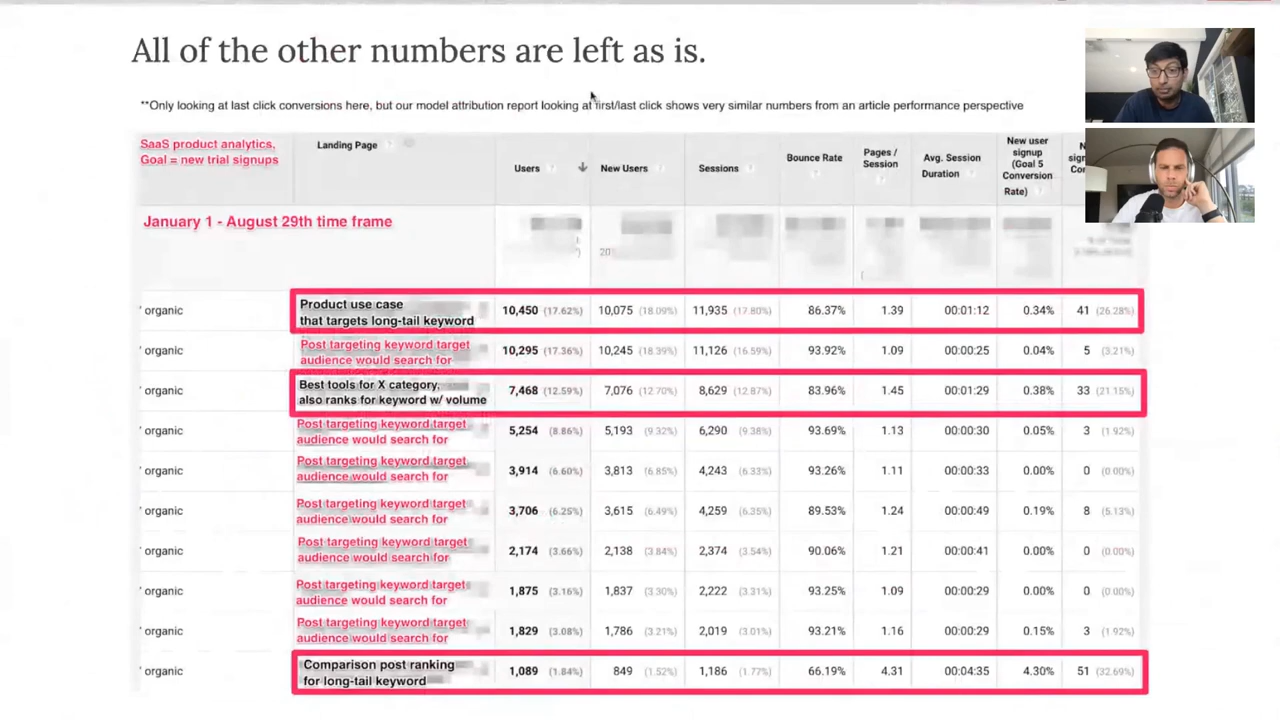 All of the other numbers are left as is.
**Only looking at last click conversions here, but our model attribution report looking at first/last click shows very similar numbers from an article performance perspective
SaaS product analytics,
Goal = new trial signups
Landing Page
Users
New Users
Sessions
Bounce Rate
Pages /
Session
Avg. Session
Duration
New user
signup
(Goal 5
Conversion
Rate)
January 1 - August 29th time frame
organic
Product use case
that targets long-tail keyword
10,450 (17.62%) 10,075 (18.09%) 11,935 (17.80%) 86.37% 1.39 00:01:12 0.34% 41 (26.28%)
organic
Post targeting keyword target
audience would search for
10,295 (17.36%) 10,245 (18.39%) 11,126 (16.59%) 93.92% 1.09 00:00:25 0.04% 5 (3.21%)
organic
Best tools for X category,
also ranks for keyword w/ volume
7,468 (12.59%) 7,076 (12.70%) 8,629 (12.87%) 83.96% 1.45 00:01:29 0.38% 33 (21.15%)
organic
Post targeting keyword target
audience would search for
5,254 (8.86%) 5,193 (9.32%) 6,290 (9.38%) 93.69% 1.13 00:00:30 0.05% 3 (1.92%)
organic
Post targeting keyword target
audience would search for
3,914 (6.60%) 3,813 (6.85%) 4,243 (6.33%) 93.26% 1.11 00:00:33 0.00% 0 (0.00%)
organic
Post targeting keyword target
audience would search for
3,706 (6.25%) 3,615 (6.49%) 4,259 (6.35%) 89.53% 1.24 00:00:49 0.19% 8 (5.13%)
organic
Post targeting keyword target
audience would search for
2,174 (3.66%) 2,138 (3.84%) 2,374 (3.54%) 90.06% 1.21 00:00:41 0.00% 0 (0.00%)
organic
Post targeting keyword target
audience would search for
1,875 (3.16%) 1,837 (3.30%) 2,222 (3.31%) 93.25% 1.09 00:00:29 0.00% 0 (0.00%)
organic
Post targeting keyword target
audience would search for
1,829 (3.08%) 1,786 (3.21%) 2,019 (3.01%) 93.21% 1.16 00:00:29 0.15% 3 (1.92%)
organic
Comparison post ranking
for long-tail keyword
1,089 (1.84%) 849 (1.52%) 1,186 (1.77%) 66.19% 4.31 00:04:35 4.30% 51 (32.69%)